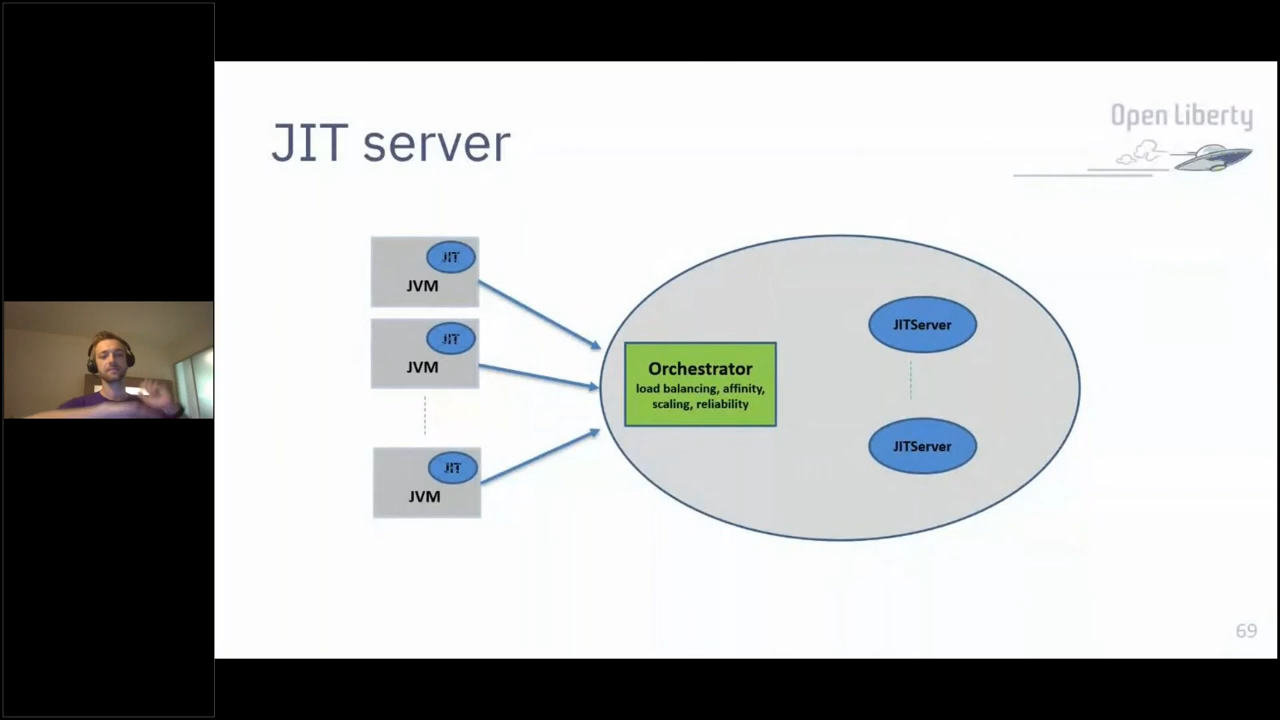 JIT server
Open Liberty
JIT
JVM
JIT
JVM
JIT
JVM
Orchestrator
load balancing, affinity,
scaling, reliability
JITServer
JITServer
69